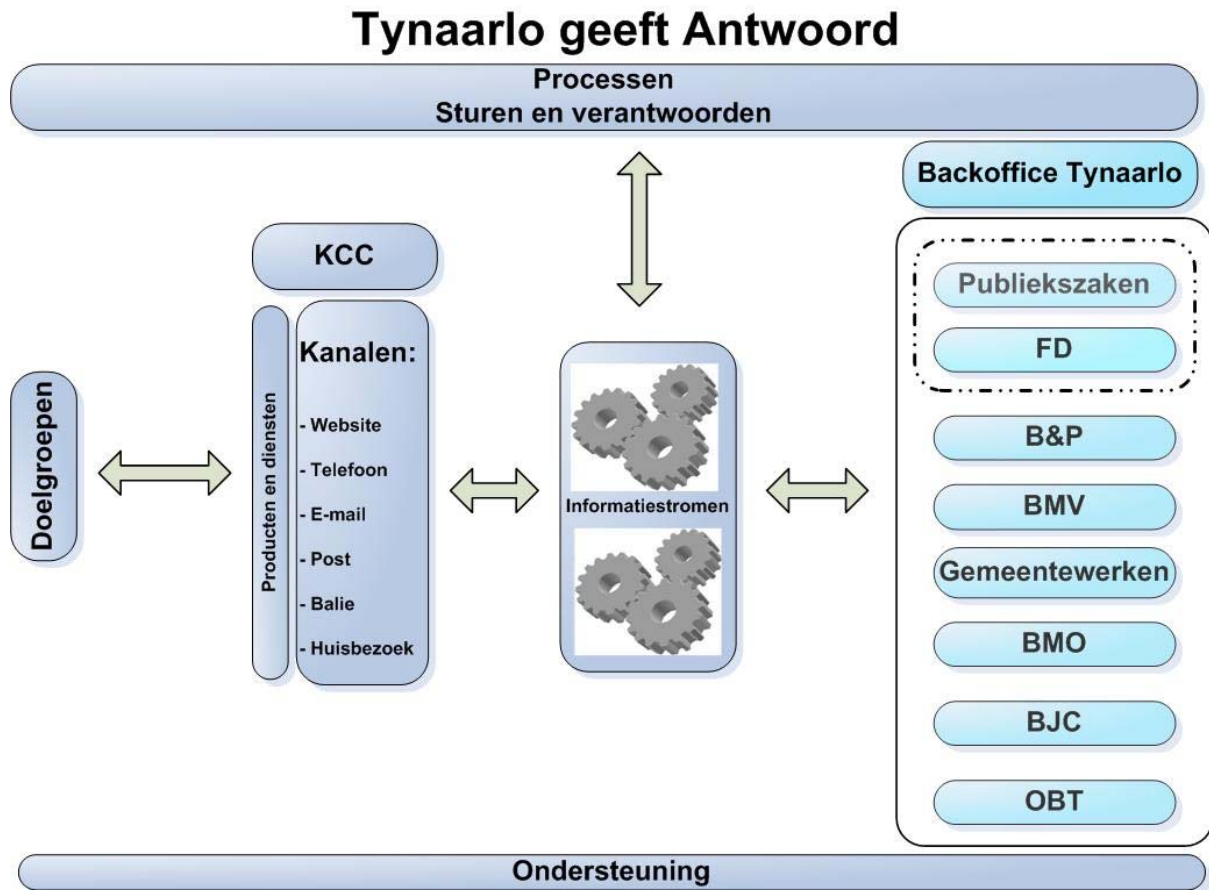 Tynaarlo geeft Antwoord
Processen
Sturen en verantwoorden
Backoffice Tynaarlo
KCC
Doelgroepen
Producten en diensten
Kanalen:
- Website
- Telefoon
- E-mail
- Post
- Balie
- Huisbezoek
Informatiestromen
Publiekszaken
FD
B&P
BMV
Gemeentewerken
BMO
BJC
OBT
Ondersteuning